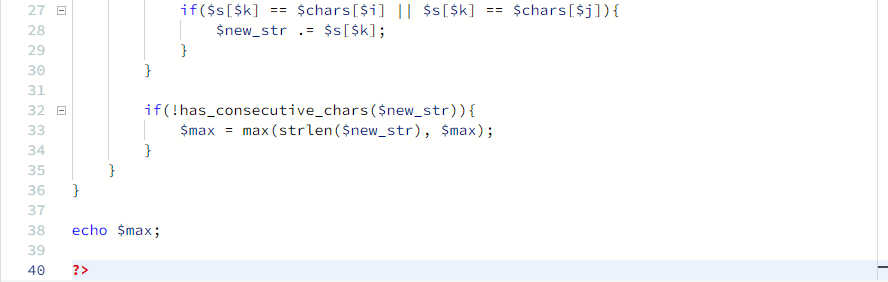 27 if($s[$k] == $chars[$i] || $s[$k] == $chars[$j]){
28 $new_str .= $s[$k];
29 }
30 }
31
32 if(!has_consecutive_chars($new_str)){
33 $max = max(strlen($new_str), $max);
34 }
35 }
36 }
37
38 echo $max;
39
40 ?>